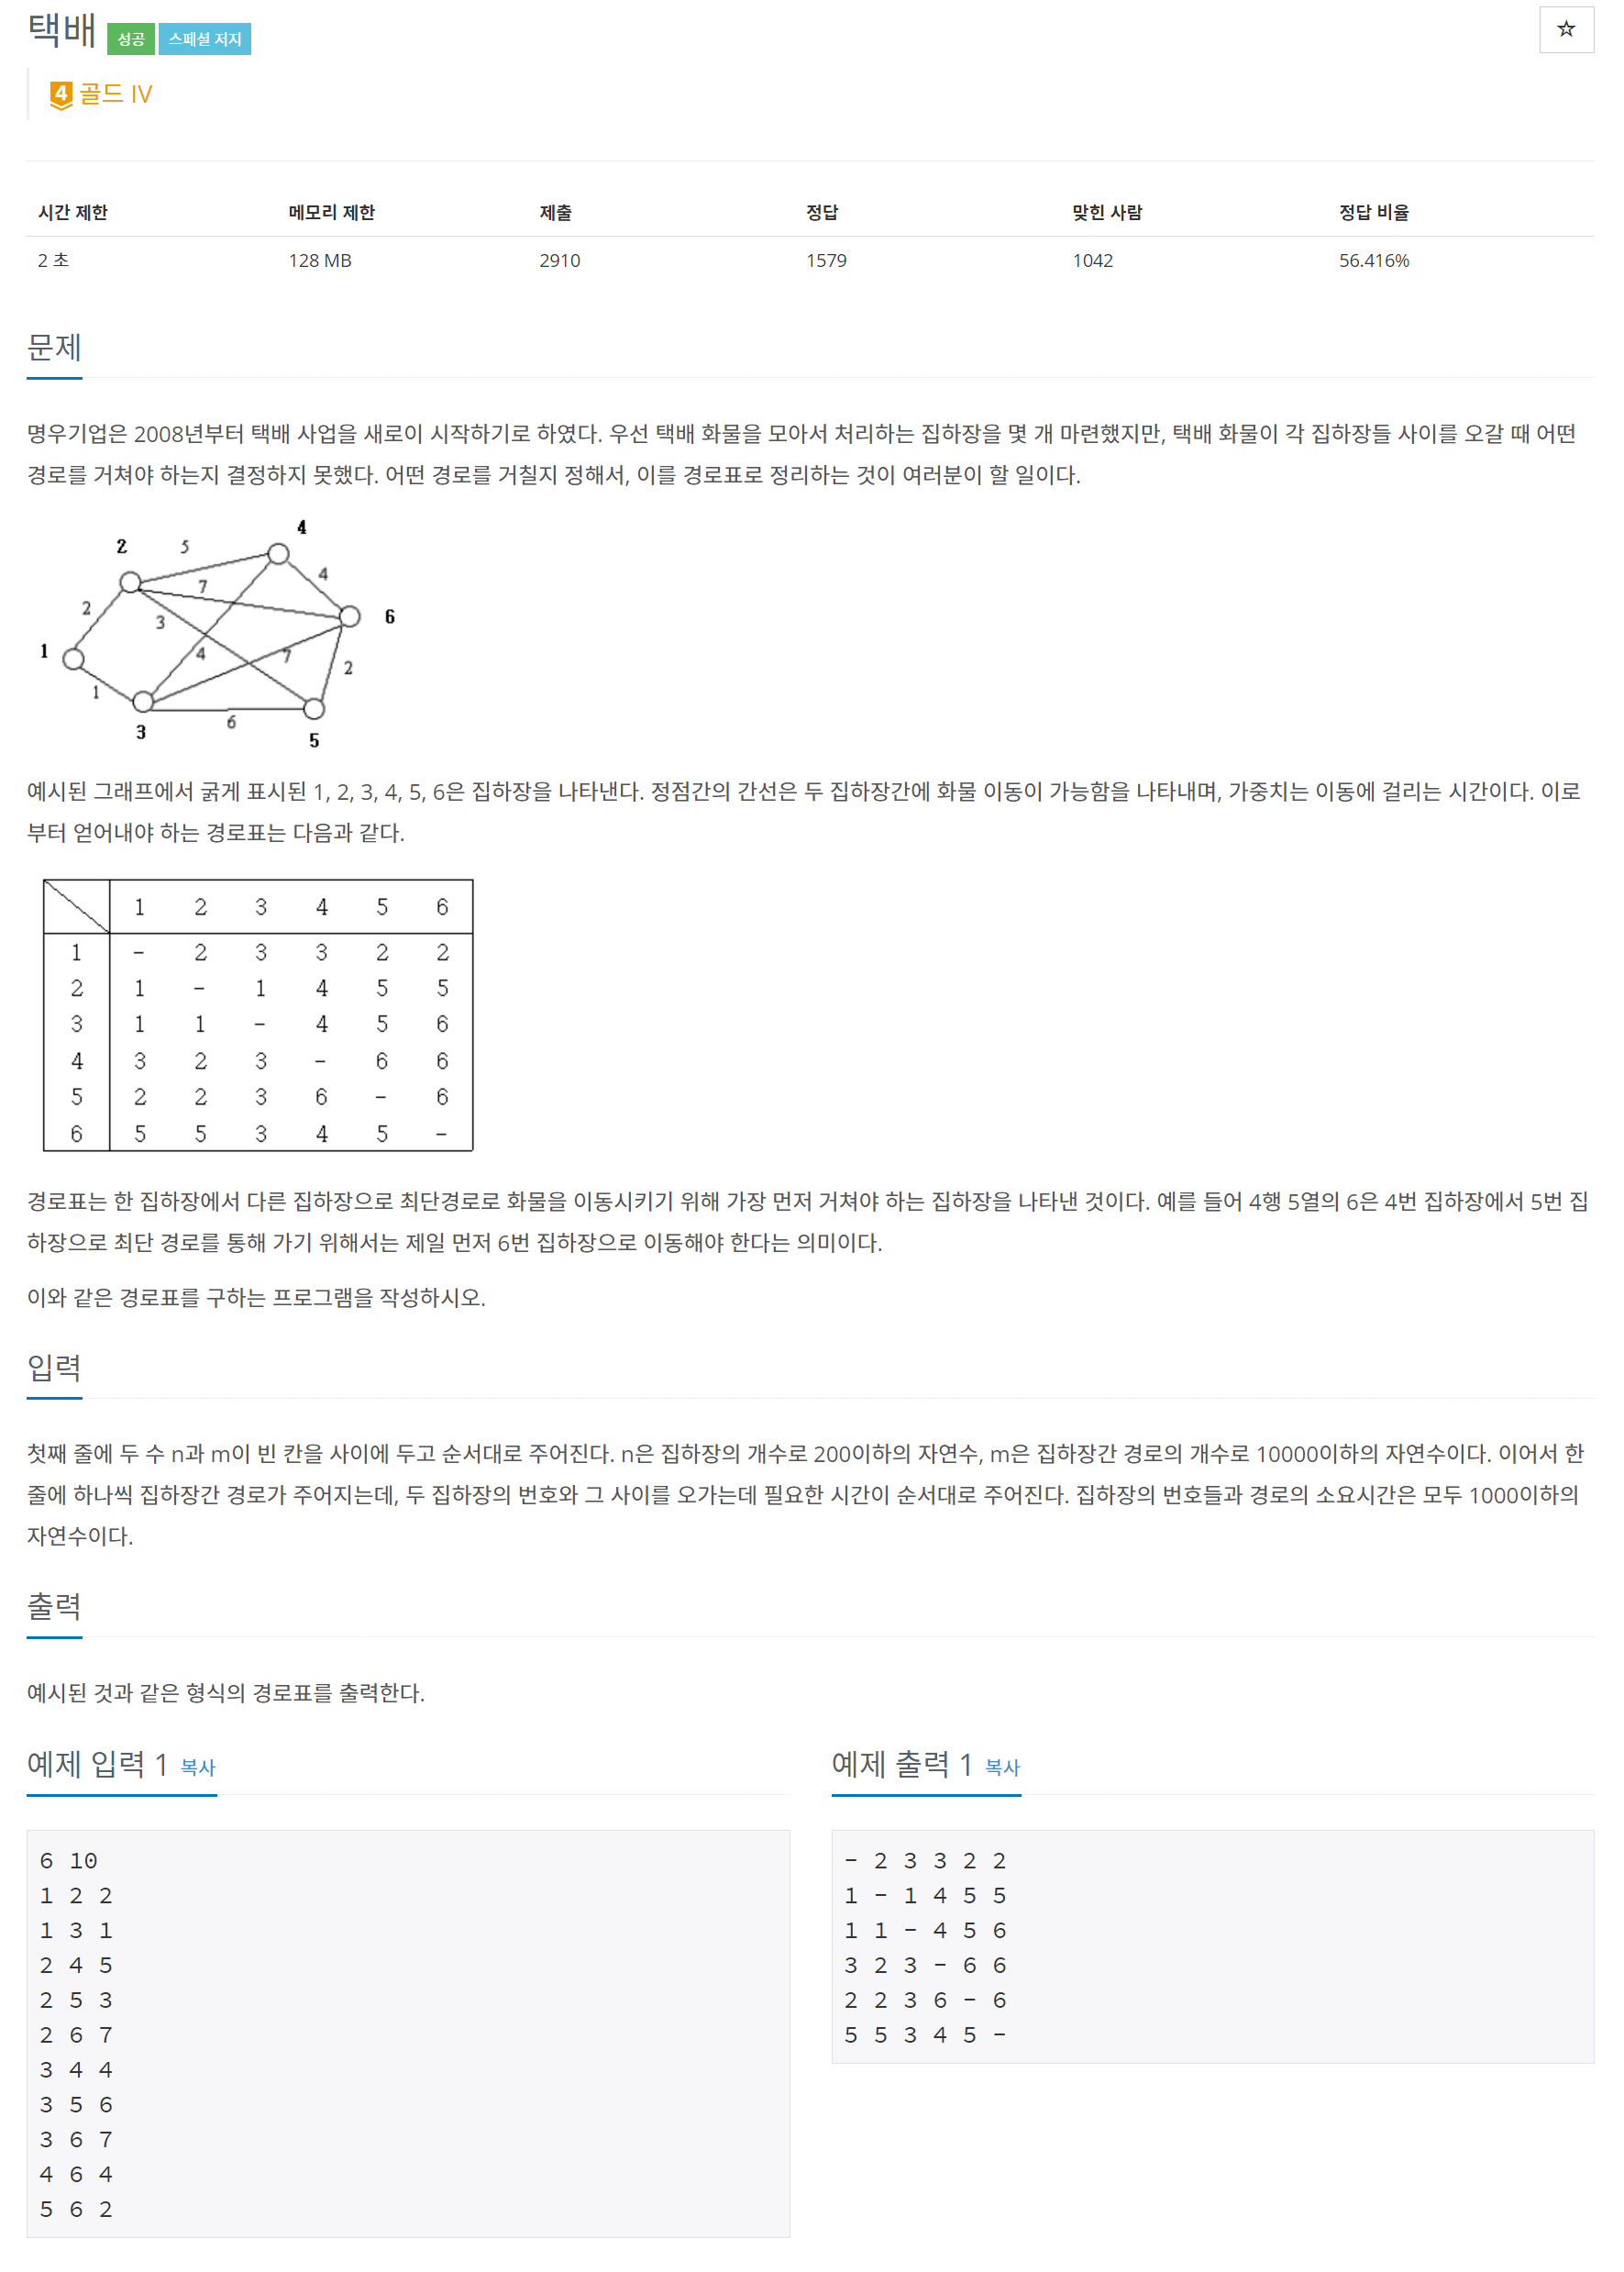 택배 성공 스페셜 저지 ☆
4 골드 IV
시간 제한 메모리 제한 제출 정답 맞힌 사람 정답 비율
2 초 128 MB 2910 1579 1042 56.416%
문제
명우기업은 2008년부터 택배 사업을 새로이 시작하기로 하였다. 우선 택배 화물을 모아서 처리하는 집하장을 몇 개 마련했지만, 택배 화물이 각 집하장들 사이를 오갈 때 어떤
경로를 거쳐야 하는지 결정하지 못했다. 어떤 경로를 거칠지 정해서, 이를 경로표로 정리하는 것이 여러분이 할 일이다.
4
2 5
4
7
2 6
3
1 4 7 2
1
6
3 5
예시된 그래프에서 굵게 표시된 1, 2, 3, 4, 5, 6은 집하장을 나타낸다. 정점간의 간선은 두 집하장간에 화물 이동이 가능함을 나타내며, 가중치는 이동에 걸리는 시간이다. 이로
부터 얻어내야 하는 경로표는 다음과 같다.
1 2 3 4 5 6
1 - 2 3 3 2 2
2 1 - 1 4 5 5
3 1 1 - 4 5 6
4 3 2 3 - 6 6
5 2 2 3 6 - 6
6 5 5 3 4 5 -
경로표는 한 집하장에서 다른 집하장으로 최단경로로 화물을 이동시키기 위해 가장 먼저 거쳐야 하는 집하장을 나타낸 것이다. 예를 들어 4행 5열의 6은 4번 집하장에서 5번 집
하장으로 최단 경로를 통해 가기 위해서는 제일 먼저 6번 집하장으로 이동해야 한다는 의미이다.
이와 같은 경로표를 구하는 프로그램을 작성하시오.
입력
첫째 줄에 두 수 n과 m이 빈 칸을 사이에 두고 순서대로 주어진다. n은 집하장의 개수로 200이하의 자연수, m은 집하장간 경로의 개수로 10000이하의 자연수이다. 이어서 한
줄에 하나씩 집하장간 경로가 주어지는데, 두 집하장의 번호와 그 사이를 오가는데 필요한 시간이 순서대로 주어진다. 집하장의 번호들과 경로의 소요시간은 모두 1000이하의
자연수이다.
출력
예시된 것과 같은 형식의 경로표를 출력한다.
예제 입력 1 복사
6 10
1 2 2
1 3 1
2 4 5
2 5 3
2 6 7
3 4 4
3 5 6
3 6 7
4 6 4
5 6 2
예제 출력 1 복사
- 2 3 3 2 2
1 - 1 4 5 5
1 1 - 4 5 6
3 2 3 - 6 6
2 2 3 6 - 6
5 5 3 4 5 -